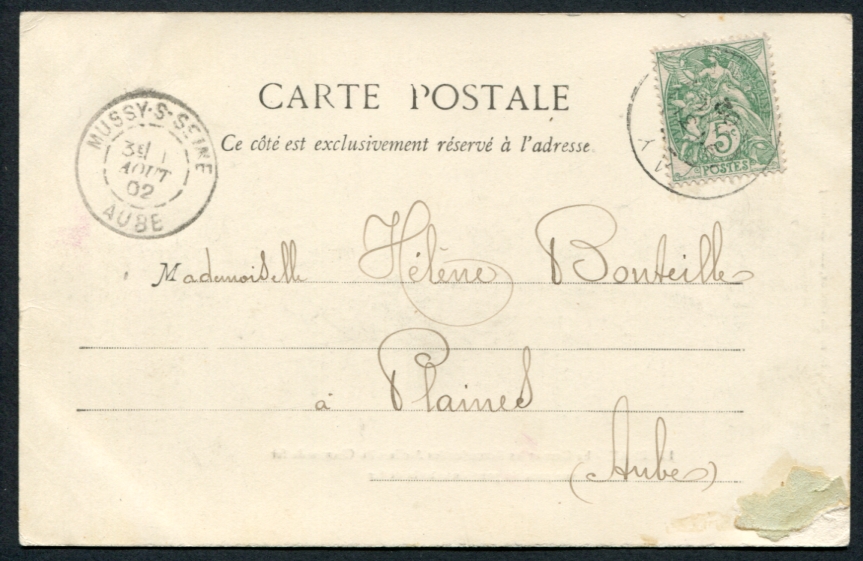 CARTE POSTALE
Ce côté est exclusivement réservé à l'adresse.
MUSSY-S-SEINE
AOUT
02
AUBE
5c
POSTES
Mademoiselle Hélène Bonteille
à Plaines
(Aube)